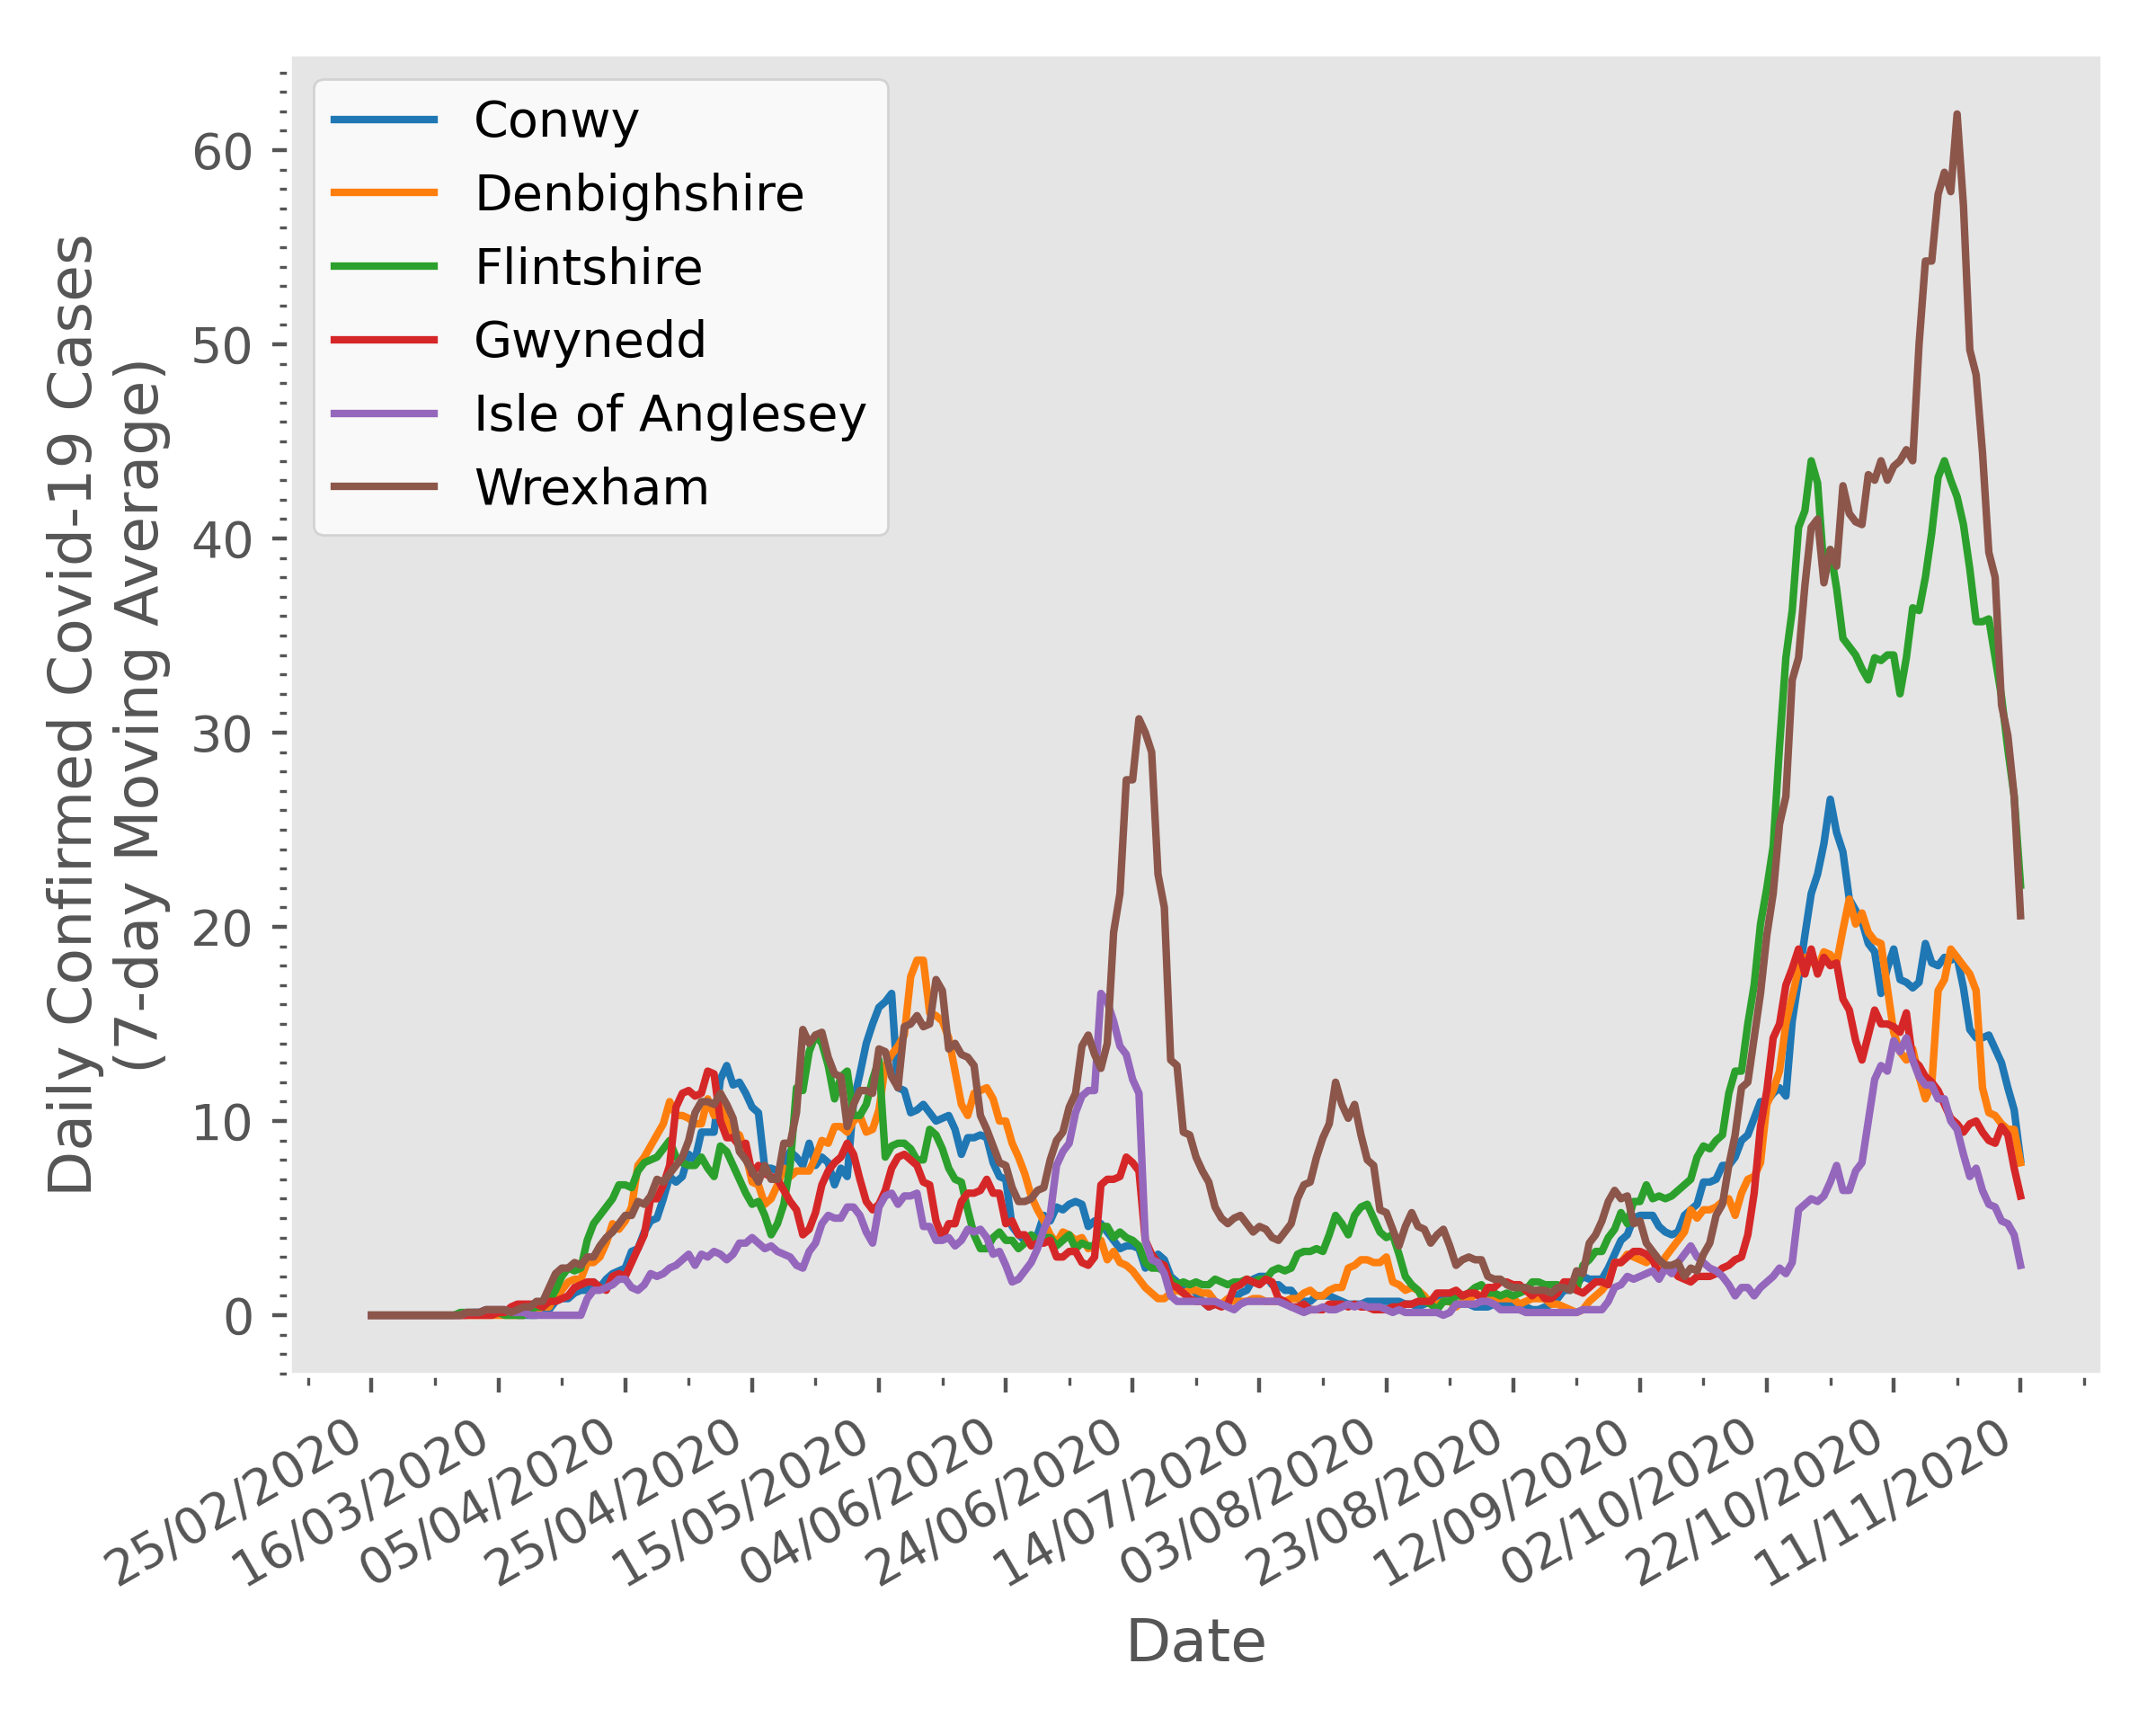 Conwy
Denbighshire
Flintshire
Gwynedd
Isle of Anglesey
Wrexham
Daily Confirmed Covid-19 Cases
(7-day Moving Average)
60
50
40
30
20
10
0
25/02/2020
16/03/2020
05/04/2020
25/04/2020
15/05/2020
04/06/2020
24/06/2020
14/07/2020
03/08/2020
23/08/2020
12/09/2020
02/10/2020
22/10/2020
11/11/2020
Date